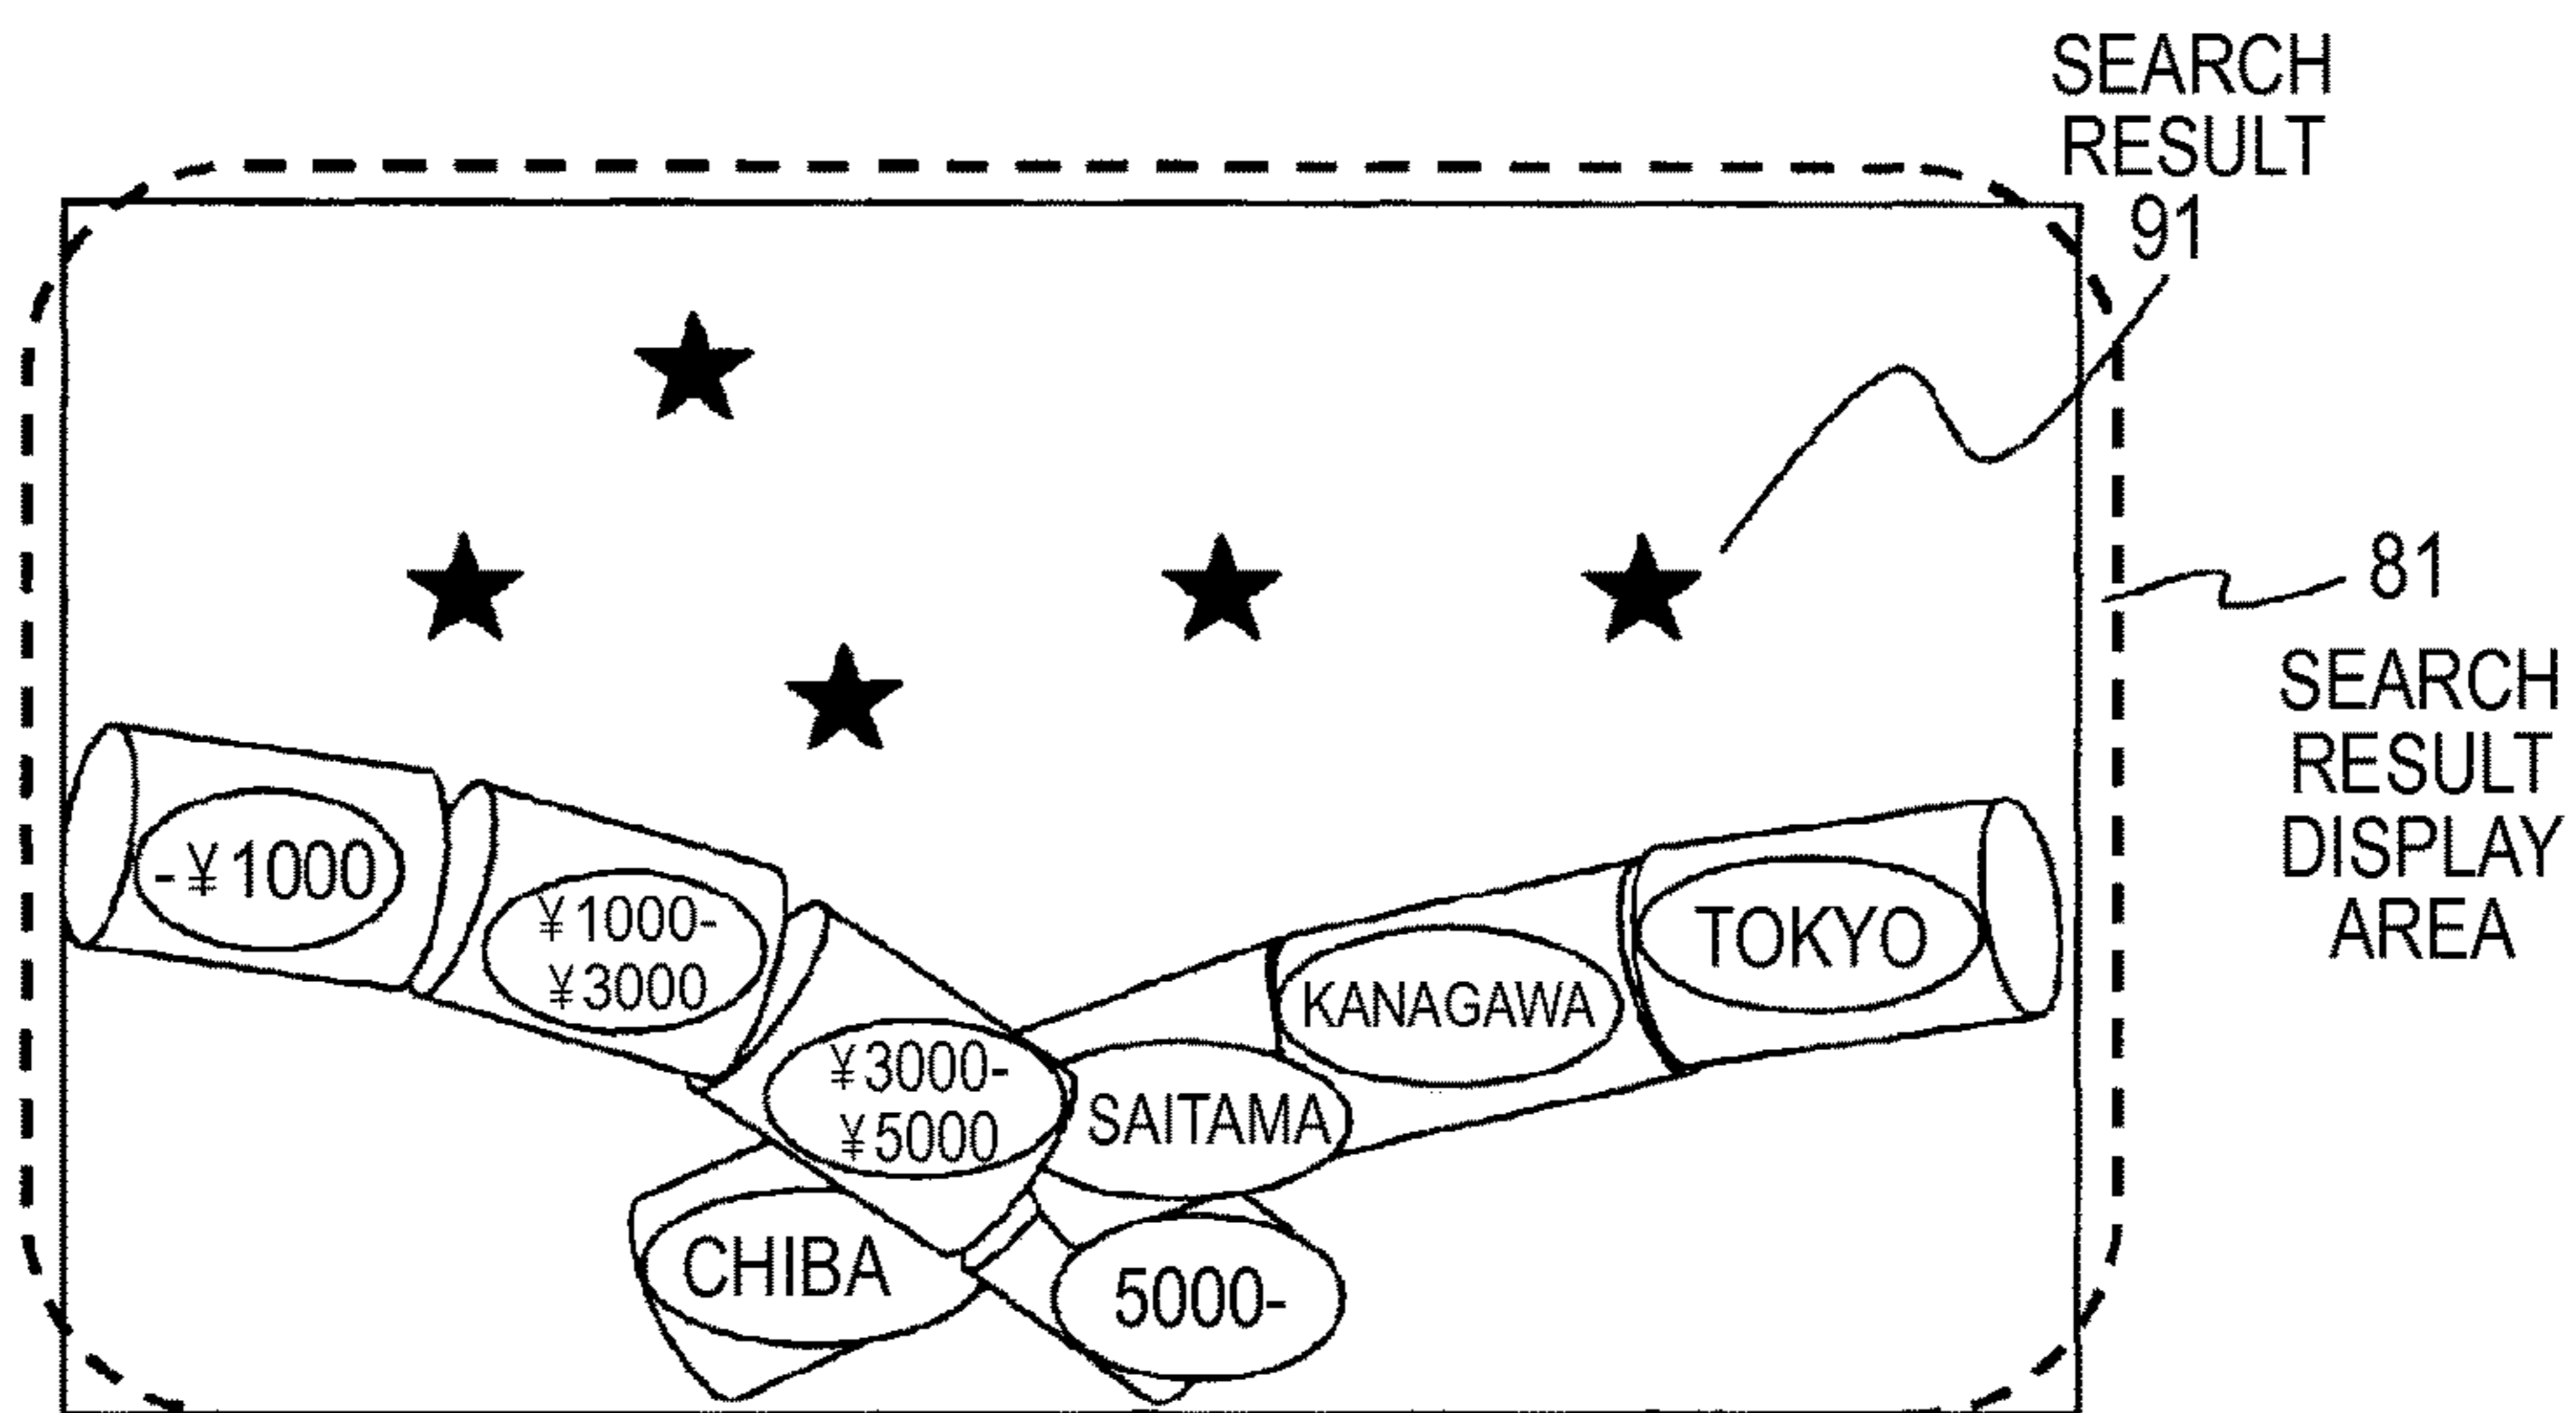 SEARCH
RESULT
91
81
SEARCH
RESULT
DISPLAY
AREA
-¥1000
¥1000-
¥3000
¥3000-
¥5000
5000-
TOKYO
KANAGAWA
SAITAMA
CHIBA